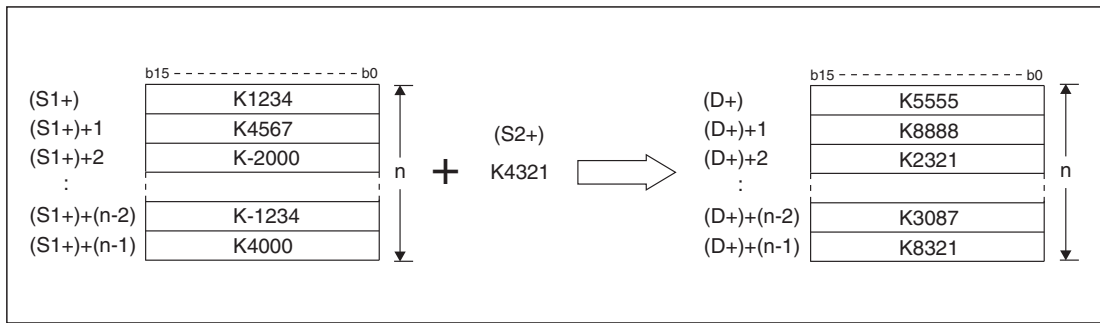 b15 b0
(S1+) K1234
(S1+)+1 K4567
(S1+)+2 K-2000
:
(S1+)+(n-2) K-1234
(S1+)+(n-1) K4000
n
+
(S2+)
K4321
b15 b0
(D+) K5555
(D+)+1 K8888
(D+)+2 K2321
:
(D+)+(n-2) K3087
(D+)+(n-1) K8321
n